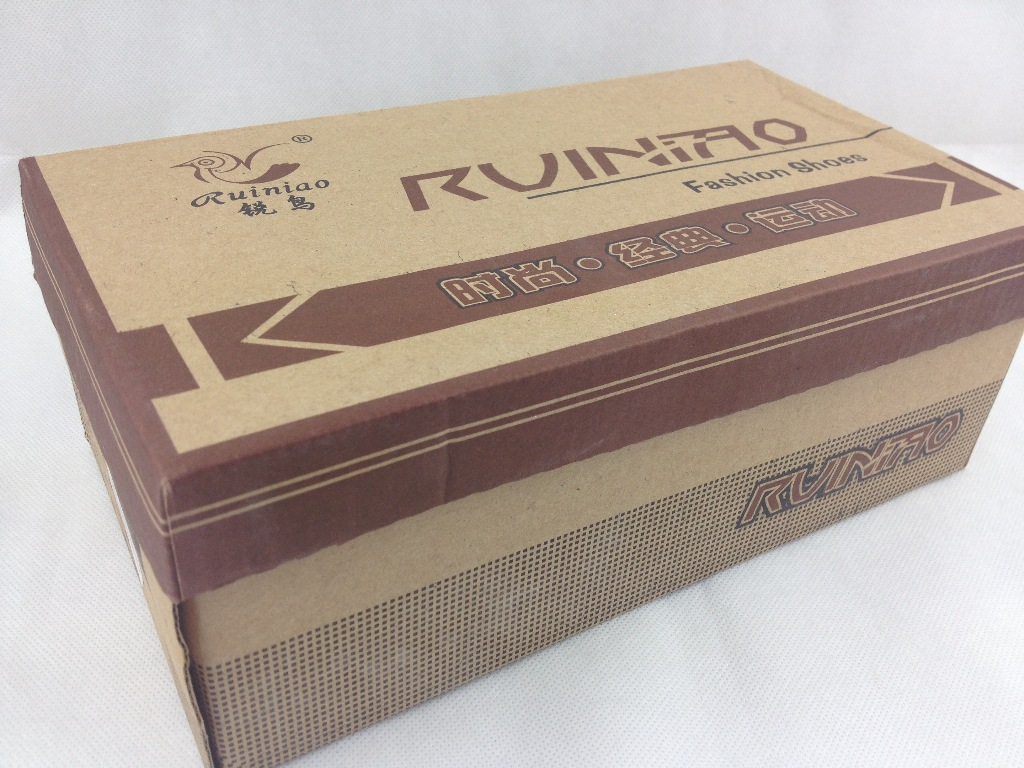 ®
Ruiniao
锐鸟
RUINIAO
Fashion Shoes
时尚·经典·运动
RUINIAO